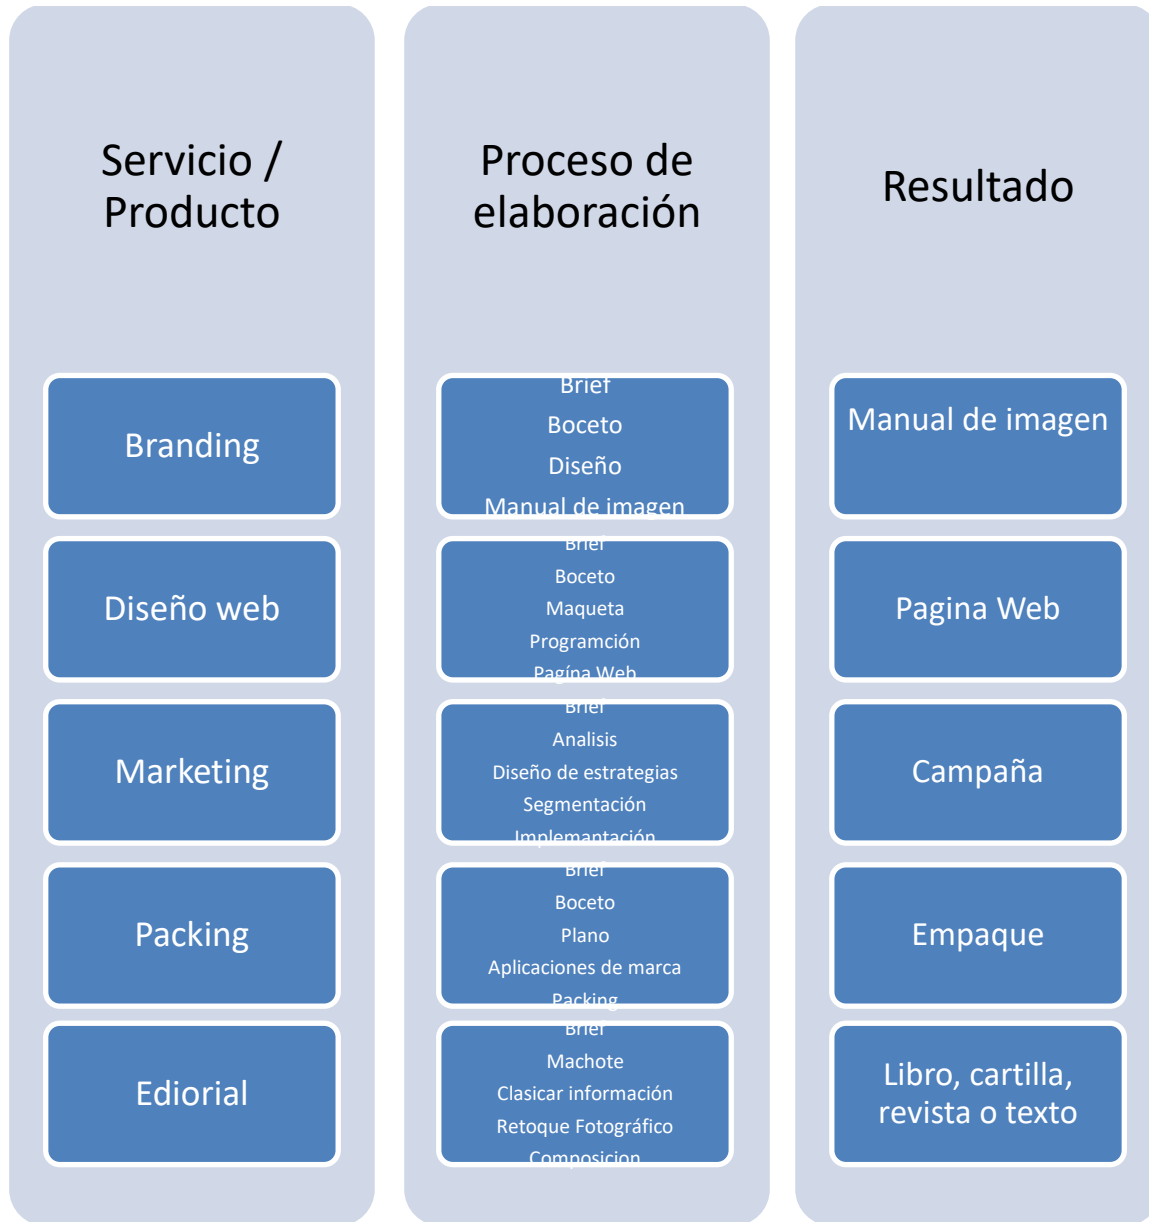 Servicio /
Producto
Branding
Diseño web
Marketing
Packing
Ediorial
Proceso de
elaboración
Brief
Boceto
Diseño
Manual de imagen
Brief
Boceto
Maqueta
Programción
Pagína Web
Brief
Analisis
Diseño de estrategias
Segmentación
Implemantación
Brief
Boceto
Plano
Aplicaciones de marca
Packing
Brief
Machote
Clasicar información
Retoque Fotográfico
Composicion
Resultado
Manual de imagen
Pagina Web
Campaña
Empaque
Libro, cartilla,
revista o texto